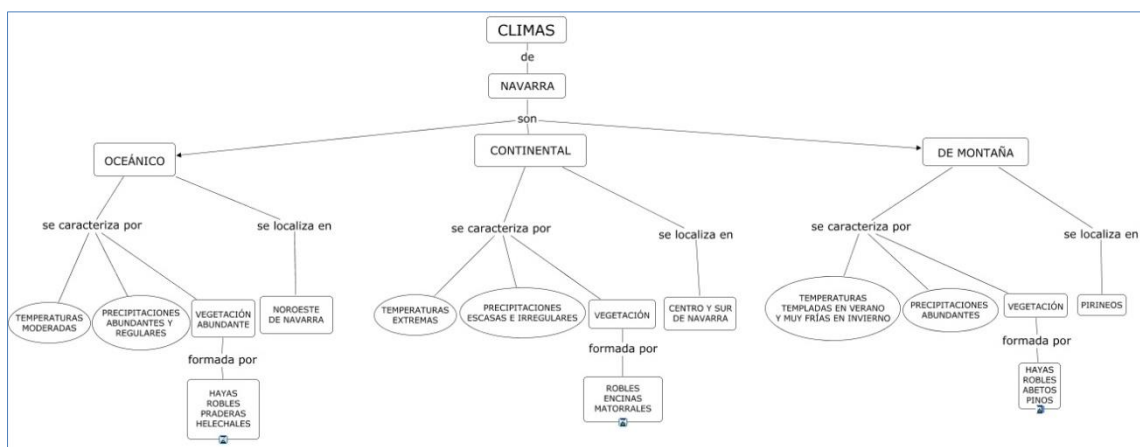 CLIMAS
de
NAVARRA
son
OCEÁNICO
CONTINENTAL
DE MONTAÑA
se caracteriza por
se localiza en
TEMPERATURAS
MODERADAS
PRECIPITACIONES
ABUNDANTES Y
REGULARES
VEGETACIÓN
ABUNDANTE
NOROESTE
DE NAVARRA
formada por
HAYAS
ROBLES
PRADERAS
HELECHALES
se caracteriza por
se localiza en
TEMPERATURAS
EXTREMAS
PRECIPITACIONES
ESCASAS E IRREGULARES
VEGETACIÓN
CENTRO Y SUR
DE NAVARRA
formada por
ROBLES
ENCINAS
MATORRALES
se caracteriza por
se localiza en
TEMPERATURAS
TEMPLADAS EN VERANO
Y MUY FRÍAS EN INVIERNO
PRECIPITACIONES
ABUNDANTES
VEGETACIÓN
PIRINEOS
formada por
HAYAS
ROBLES
ABETOS
PINOS